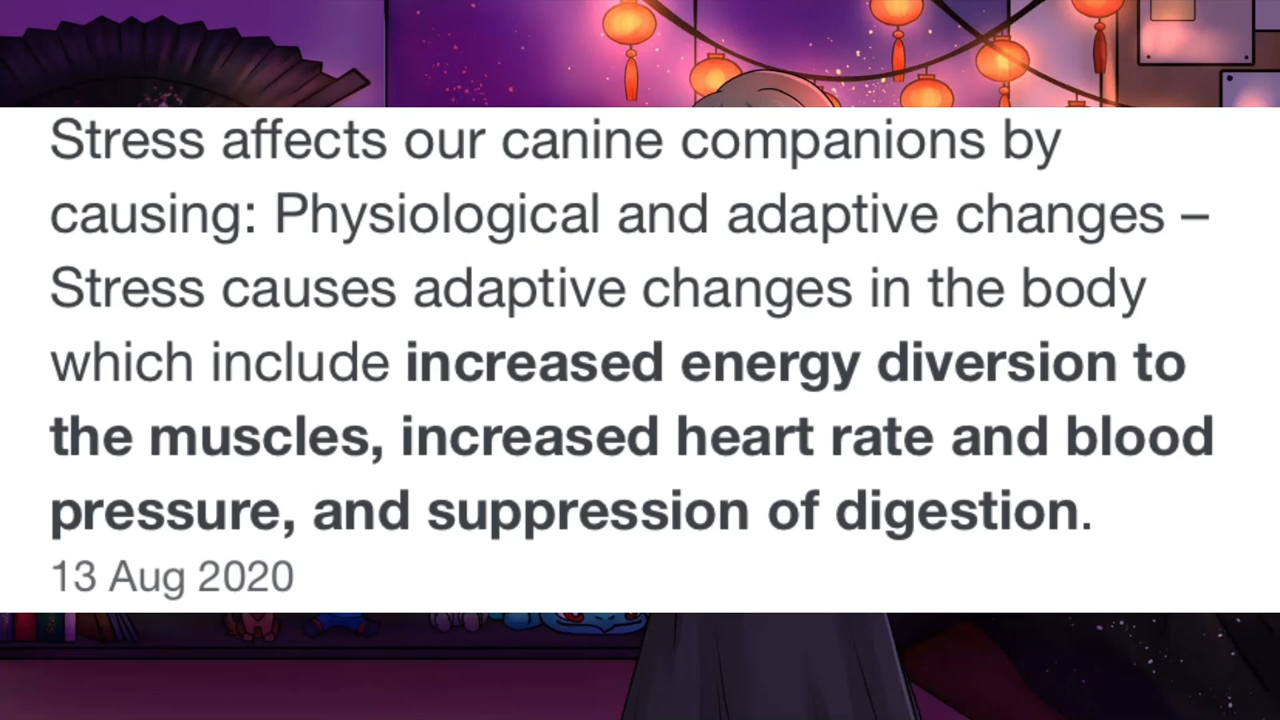 Stress affects our canine companions by
causing: Physiological and adaptive changes –
Stress causes adaptive changes in the body
which include increased energy diversion to
the muscles, increased heart rate and blood
pressure, and suppression of digestion.
13 Aug 2020